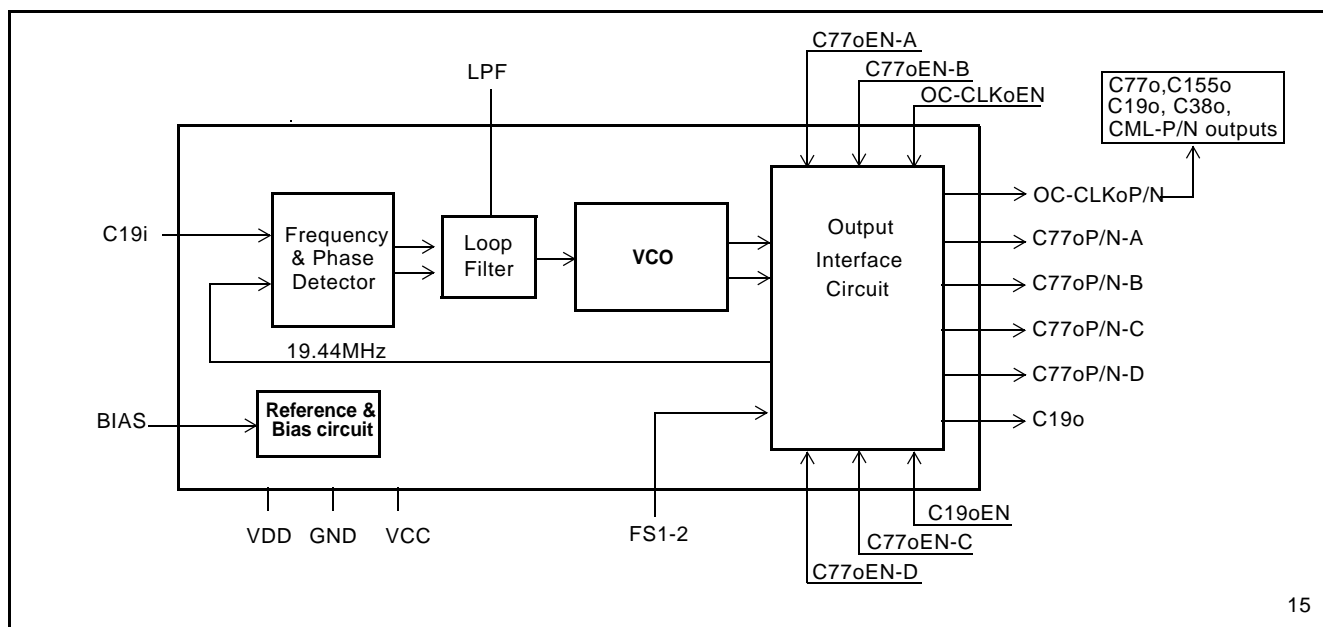 C77oEN-A
C77oEN-B
OC-CLKoEN
LPF
C77o,C155o
C19o, C38o,
CML-P/N outputs
C19i
Frequency
& Phase
Detector
Loop
Filter
VCO
Output
Interface
Circuit
OC-CLKoP/N
C77oP/N-A
C77oP/N-B
C77oP/N-C
C77oP/N-D
C19o
19.44MHz
BIAS
Reference &
Bias circuit
VDD
GND
VCC
FS1-2
C19oEN
C77oEN-C
C77oEN-D
15